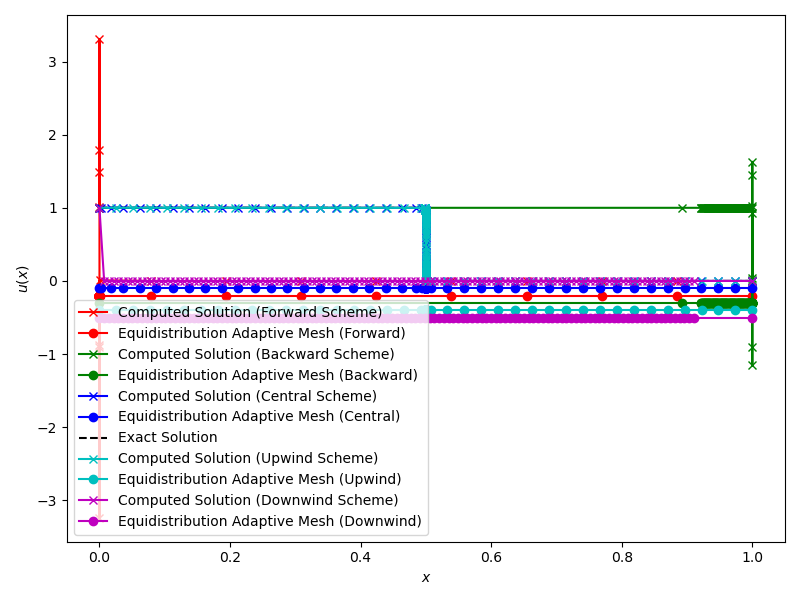 3
2
1
0
−1
−2
−3
u(x)
Computed Solution (Forward Scheme)
Equidistribution Adaptive Mesh (Forward)
Computed Solution (Backward Scheme)
Equidistribution Adaptive Mesh (Backward)
Computed Solution (Central Scheme)
Equidistribution Adaptive Mesh (Central)
Exact Solution
Computed Solution (Upwind Scheme)
Equidistribution Adaptive Mesh (Upwind)
Computed Solution (Downwind Scheme)
Equidistribution Adaptive Mesh (Downwind)
0.0 0.2 0.4 0.6 0.8 1.0
x